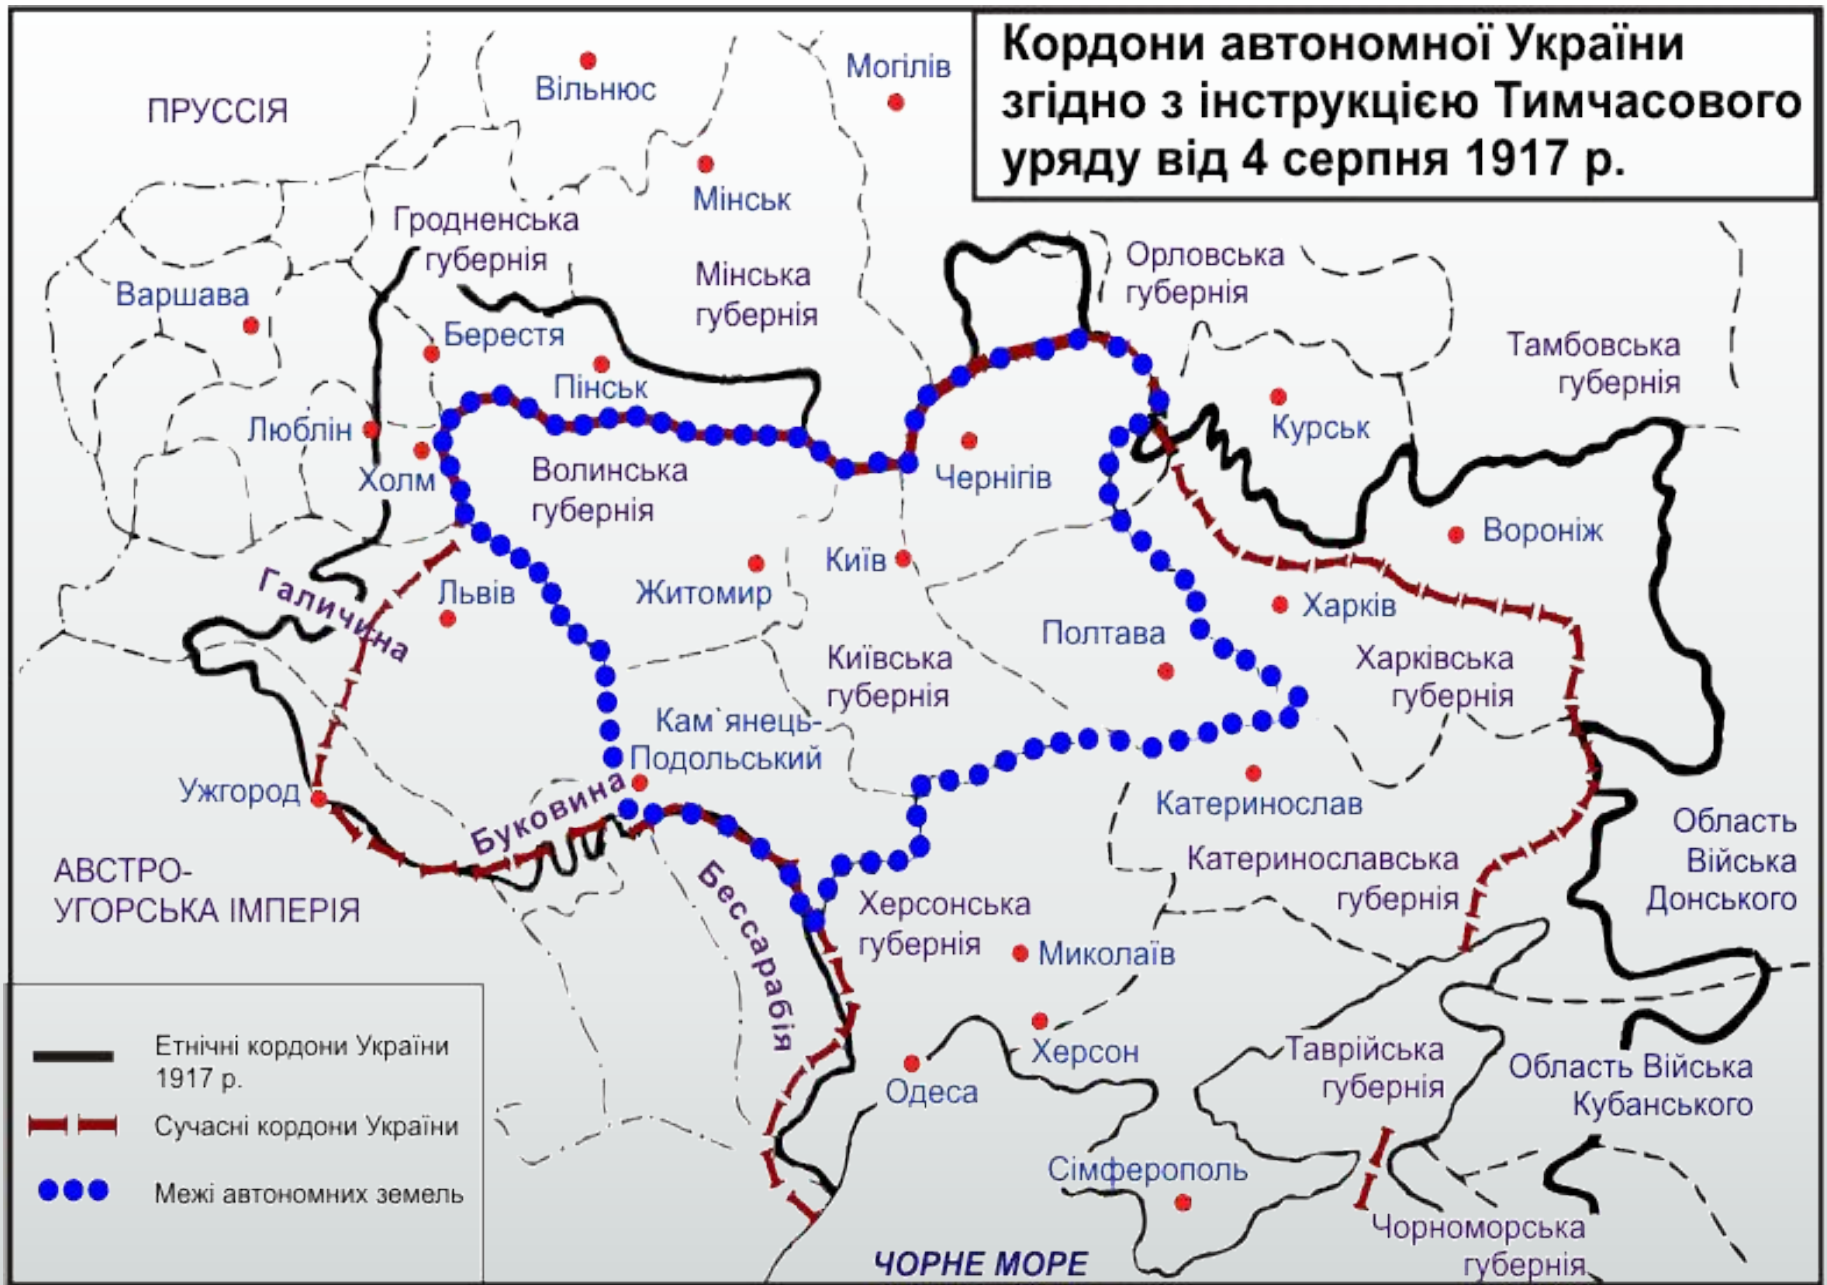 Кордони автономної України
згідно з інструкцією Тимчасового
уряду від 4 серпня 1917 р.
Могілів
Вільнюс
ПРУССІЯ
Мінськ
Гродненська
губернія
Мінська
губернія
Орловська
губернія
Варшава
Берестя
Пінськ
Тамбовська
губернія
Люблін
Курськ
Холм
Волинська
губернія
Чернігів
Вороніж
Київ
Галичина
Львів
Житомир
Харків
Полтава
Київська
губернія
Харківська
губернія
Кам`янець-
Подольський
Ужгород
Буковина
Катеринослав
Область
Війська
Донського
АВСТРО-
УГОРСЬКА ІМПЕРІЯ
Бессарабія
Катеринославська
губернія
Херсонська
губернія
Миколаїв
Херсон
Одеса
Таврійська
губернія
Область Війська
Кубанського
Сімферополь
Чорноморська
губернія
ЧОРНЕ МОРЕ
Етнічні кордони України
1917 р.
Сучасні кордони України
Межі автономних земель